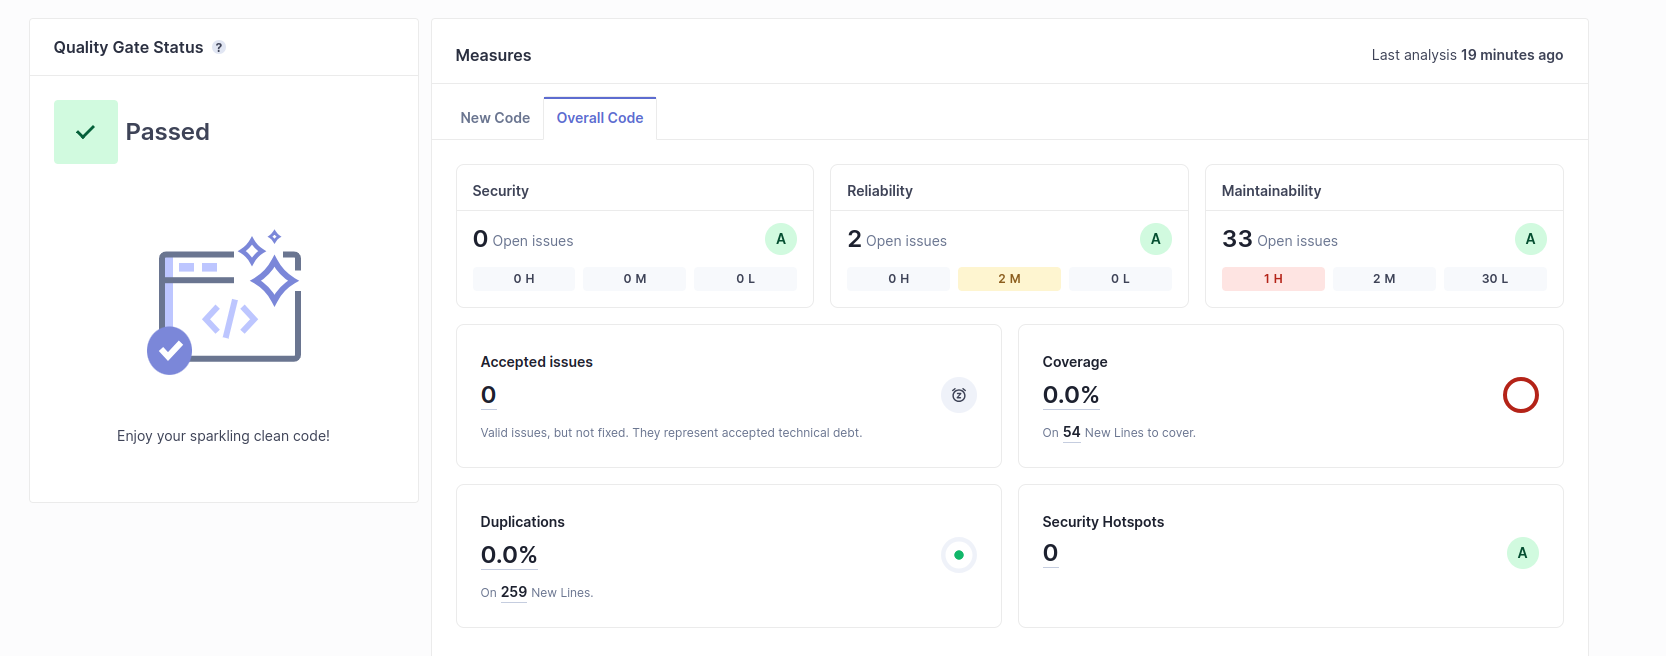 Quality Gate Status ?
Passed
Enjoy your sparkling clean code!
Measures
Last analysis 19 minutes ago
New Code
Overall Code
Security
0 Open issues
A
0 H
0 M
0 L
Reliability
2 Open issues
A
0 H
2 M
0 L
Maintainability
33 Open issues
A
1 H
2 M
30 L
Accepted issues
0
Valid issues, but not fixed. They represent accepted technical debt.
Coverage
0.0%
On 54 New Lines to cover.
Duplications
0.0%
On 259 New Lines.
Security Hotspots
0
A